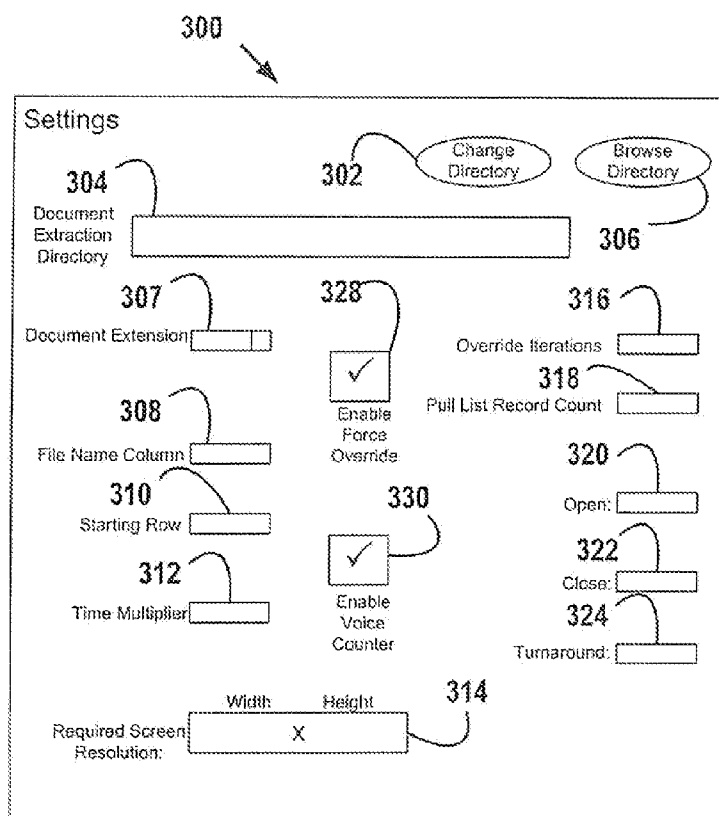 300
Settings
302
Change
Directory
Browse
Directory
304
Document
Extraction
Directory
306
307
328
316
Document Extension
✓
Override Iterations
318
Enable
Force
Override
Pull List Record Count
308
File Name Column
320
310
330
Open:
Starting Row
✓
322
312
Enable
Voice
Counter
Close:
324
Time Multiplier
Turnaround:
Width Height
314
Required Screen
Resolution:
X